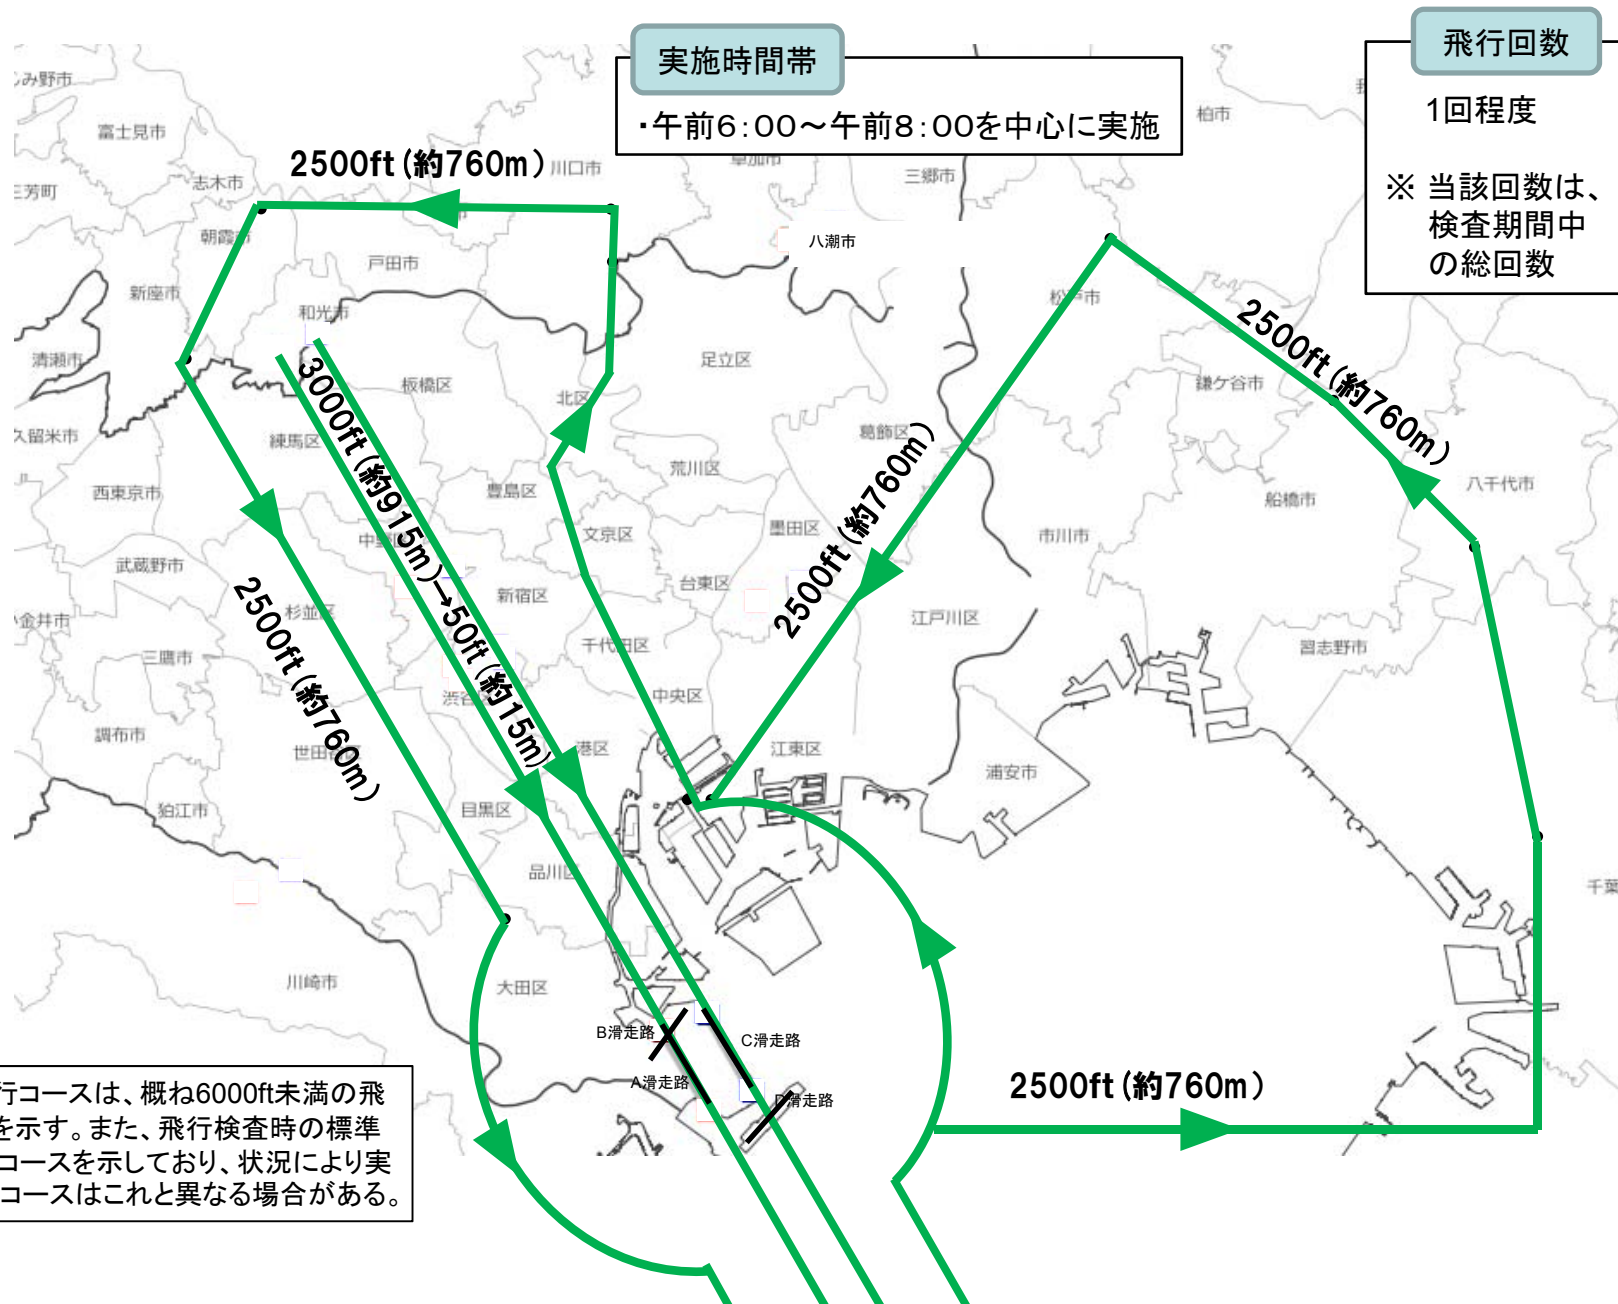 実施時間帯
・午前6:00～午前8:00を中心に実施
飛行回数
1回程度
※ 当該回数は、
検査期間中
の総回数
富士見市
志木市
三芳町
朝霞市
新座市
清瀬市
和光市
戸田市
川口市
草加市
八潮市
三郷市
柏市
松戸市
鎌ケ谷市
八千代市
船橋市
市川市
習志野市
浦安市
足立区
葛飾区
板橋区
北区
練馬区
荒川区
豊島区
文京区
墨田区
台東区
江戸川区
久留米市
西東京市
武蔵野市
小金井市
三鷹市
調布市
狛江市
杉並区
新宿区
千代田区
中央区
江東区
港区
目黒区
品川区
大田区
川崎市
2500ft(約760m)
2500ft(約760m)
2500ft(約760m)
2500ft(約760m)
2500ft(約760m)
3000ft(約915m)→50ft(約15m)
B滑走路
A滑走路
C滑走路
D滑走路
行コースは、概ね6000ft未満の飛
を示す。また、飛行検査時の標準
コースを示しており、状況により実
コースはこれと異なる場合がある。